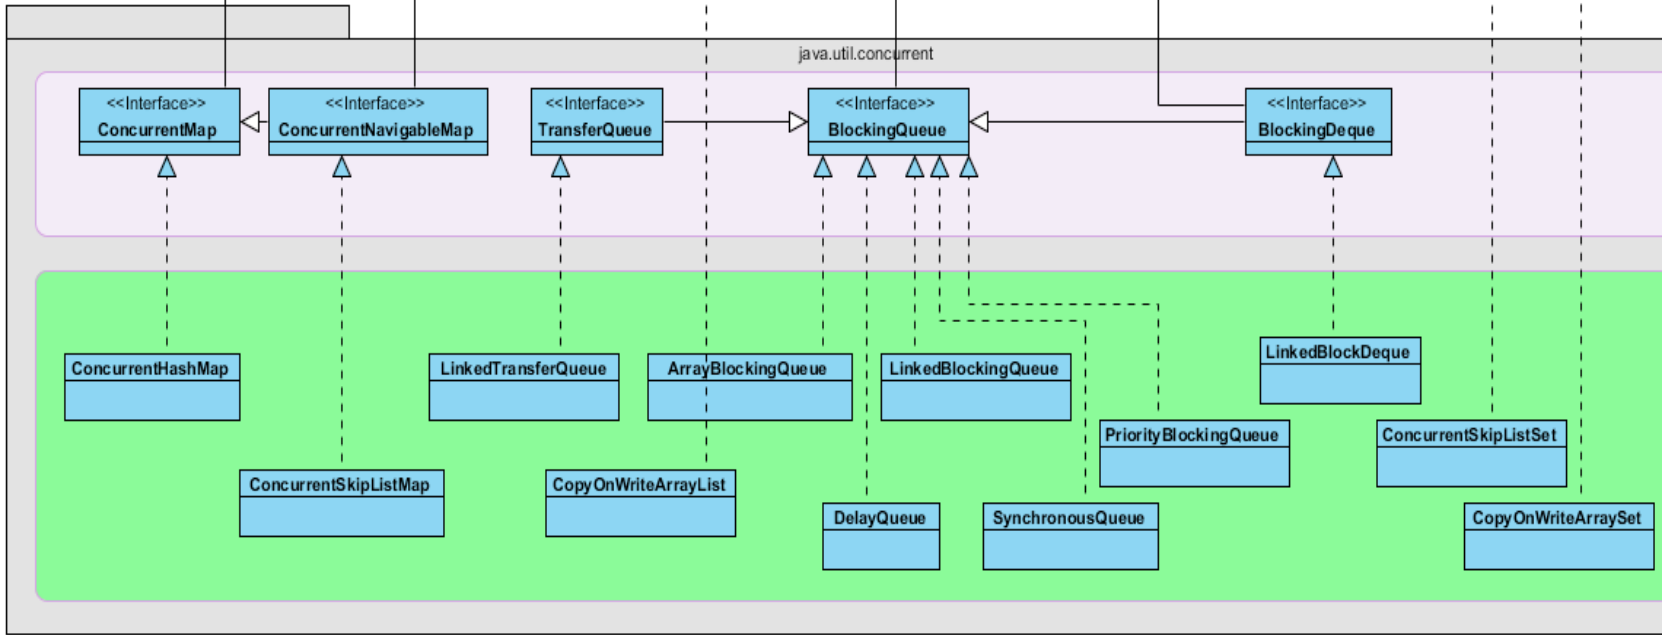 java.util.concurrent
<<Interface>>
ConcurrentMap
<<Interface>>
ConcurrentNavigableMap
<<Interface>>
TransferQueue
<<Interface>>
BlockingQueue
<<Interface>>
BlockingDeque
ConcurrentHashMap
LinkedTransferQueue
ArrayBlockingQueue
LinkedBlockingQueue
LinkedBlockDeque
PriorityBlockingQueue
ConcurrentSkipListSet
ConcurrentSkipListMap
CopyOnWriteArrayList
DelayQueue
SynchronousQueue
CopyOnWriteArraySet